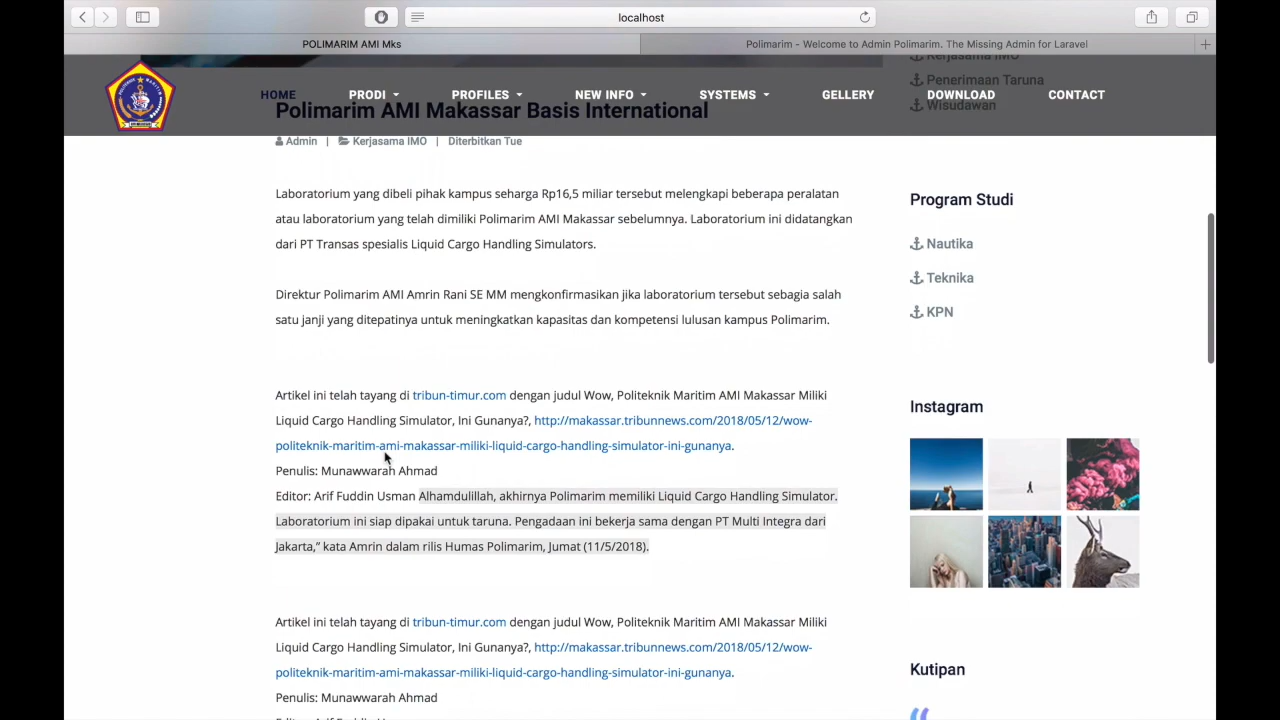 localhost
POLIMARIM AMI Mks
Polimarim - Welcome to Admin Polimarim. The Missing Admin for Laravel
HOME
PRODI
PROFILES
NEW INFO
SYSTEMS
GELLERY
DOWNLOAD
CONTACT
Kerjasama IMO
Penerimaan Taruna
Wisudawan
Polimarim AMI Makassar Basis International
Admin | Kerjasama IMO | Diterbitkan Tue
Laboratorium yang dibeli pihak kampus seharga Rp16,5 miliar tersebut melengkapi beberapa peralatan
atau laboratorium yang telah dimiliki Polimarim AMI Makassar sebelumnya. Laboratorium ini didatangkan
dari PT Transas spesialis Liquid Cargo Handling Simulators.
Direktur Polimarim AMI Amrin Rani SE MM mengkonfirmasikan jika laboratorium tersebut sebagia salah
satu janji yang ditepatinya untuk meningkatkan kapasitas dan kompetensi lulusan kampus Polimarim.
Artikel ini telah tayang di tribun-timur.com dengan judul Wow, Politeknik Maritim AMI Makassar Miliki
Liquid Cargo Handling Simulator, Ini Gunanya?, http://makassar.tribunnews.com/2018/05/12/wow-
politeknik-maritim-ami-makassar-miliki-liquid-cargo-handling-simulator-ini-gunanya.
Penulis: Munawwarah Ahmad
Editor: Arif Fuddin Usman Alhamdulillah, akhirnya Polimarim memiliki Liquid Cargo Handling Simulator.
Laboratorium ini siap dipakai untuk taruna. Pengadaan ini bekerja sama dengan PT Multi Integra dari
Jakarta,” kata Amrin dalam rilis Humas Polimarim, Jumat (11/5/2018).
Artikel ini telah tayang di tribun-timur.com dengan judul Wow, Politeknik Maritim AMI Makassar Miliki
Liquid Cargo Handling Simulator, Ini Gunanya?, http://makassar.tribunnews.com/2018/05/12/wow-
politeknik-maritim-ami-makassar-miliki-liquid-cargo-handling-simulator-ini-gunanya.
Penulis: Munawwarah Ahmad
Program Studi
Nautika
Teknika
KPN
Instagram
Kutipan